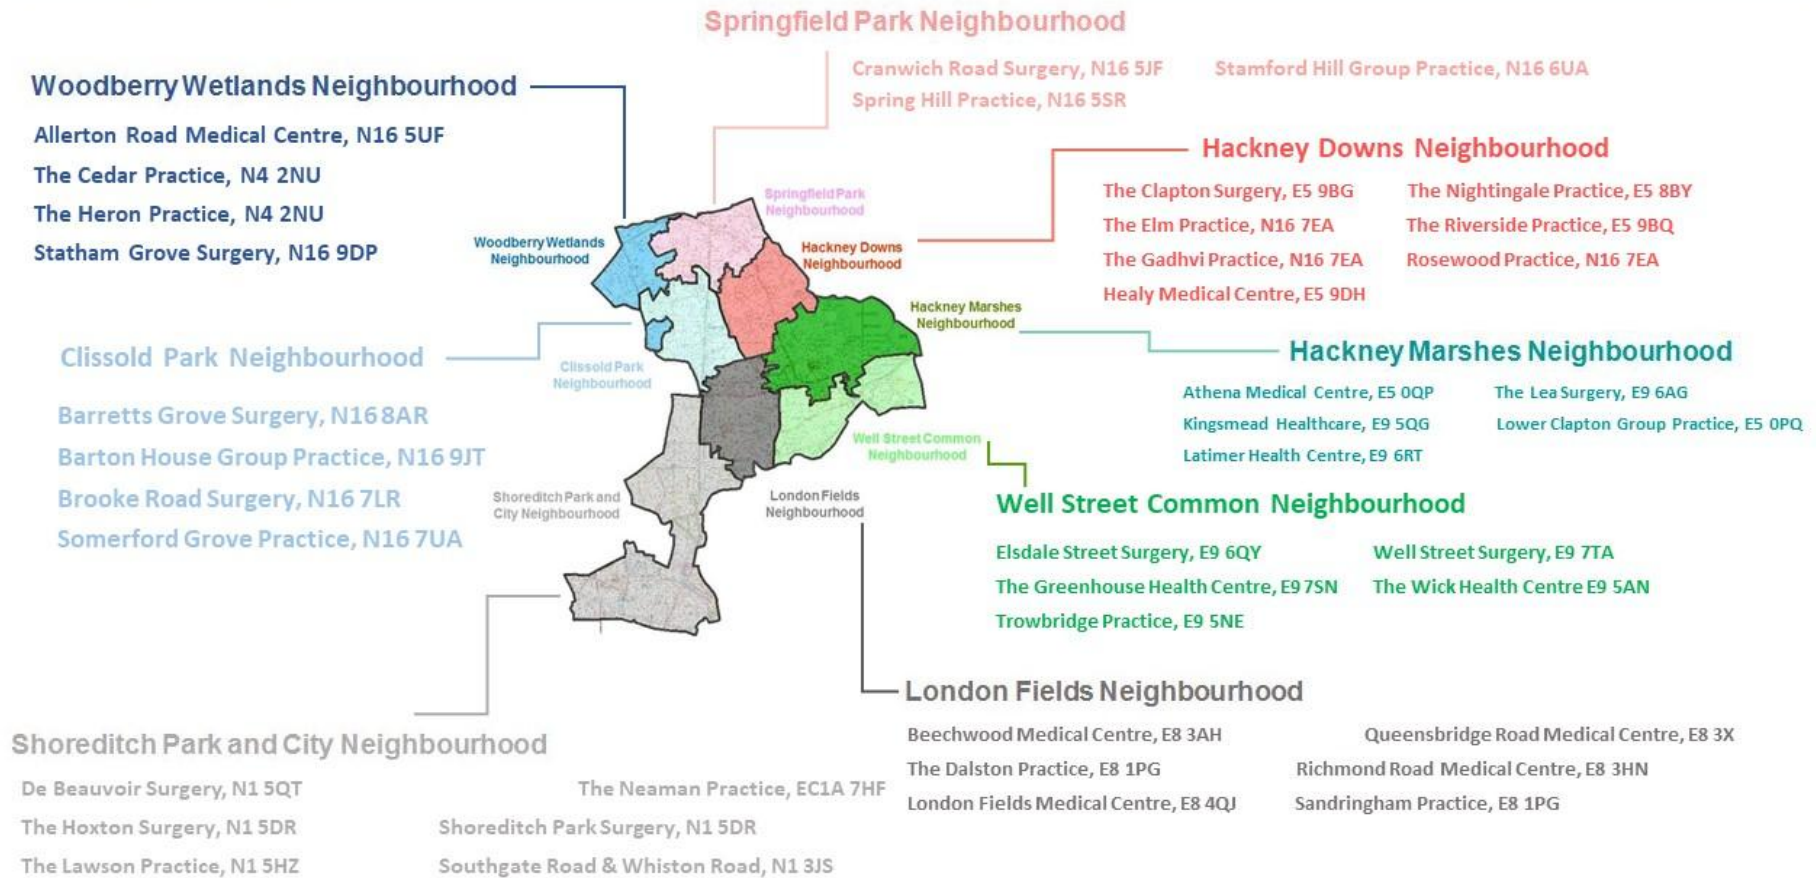 Springfield Park Neighbourhood
Cranwich Road Surgery, N16 5JF
Stamford Hill Group Practice, N16 6UA
Spring Hill Practice, N16 5SR
Woodberry Wetlands Neighbourhood
Allerton Road Medical Centre, N16 5UF
The Cedar Practice, N4 2NU
The Heron Practice, N4 2NU
Statham Grove Surgery, N16 9DP
Hackney Downs Neighbourhood
The Clapton Surgery, E5 9BG
The Nightingale Practice, E5 8BY
The Elm Practice, N16 7EA
The Riverside Practice, E5 9BQ
The Gadhvi Practice, N16 7EA
Rosewood Practice, N16 7EA
Healy Medical Centre, E5 9DH
Springfield Park
Neighbourhood
Woodberry Wetlands
Neighbourhood
Hackney Downs
Neighbourhood
Hackney Marshes
Neighbourhood
Clissold Park
Neighbourhood
Well Street Common
Neighbourhood
Shoreditch Park and
City Neighbourhood
London Fields
Neighbourhood
Clissold Park Neighbourhood
Barretts Grove Surgery, N16 8AR
Barton House Group Practice, N16 9JT
Brooke Road Surgery, N16 7LR
Somerford Grove Practice, N16 7UA
Hackney Marshes Neighbourhood
Athena Medical Centre, E5 0QP
The Lea Surgery, E9 6AG
Kingsmead Healthcare, E9 5QG
Lower Clapton Group Practice, E5 0PQ
Latimer Health Centre, E9 6RT
Well Street Common Neighbourhood
Elsdale Street Surgery, E9 6QY
Well Street Surgery, E9 7TA
The Greenhouse Health Centre, E9 7SN
The Wick Health Centre E9 5AN
Trowbridge Practice, E9 5NE
London Fields Neighbourhood
Beechwood Medical Centre, E8 3AH
Queensbridge Road Medical Centre, E8 3X
The Dalston Practice, E8 1PG
Richmond Road Medical Centre, E8 3HN
London Fields Medical Centre, E8 4QJ
Sandringham Practice, E8 1PG
Shoreditch Park and City Neighbourhood
De Beauvoir Surgery, N1 5QT
The Neaman Practice, EC1A 7HF
The Hoxton Surgery, N1 5DR
Shoreditch Park Surgery, N1 5DR
The Lawson Practice, N1 5HZ
Southgate Road & Whiston Road, N1 3JS